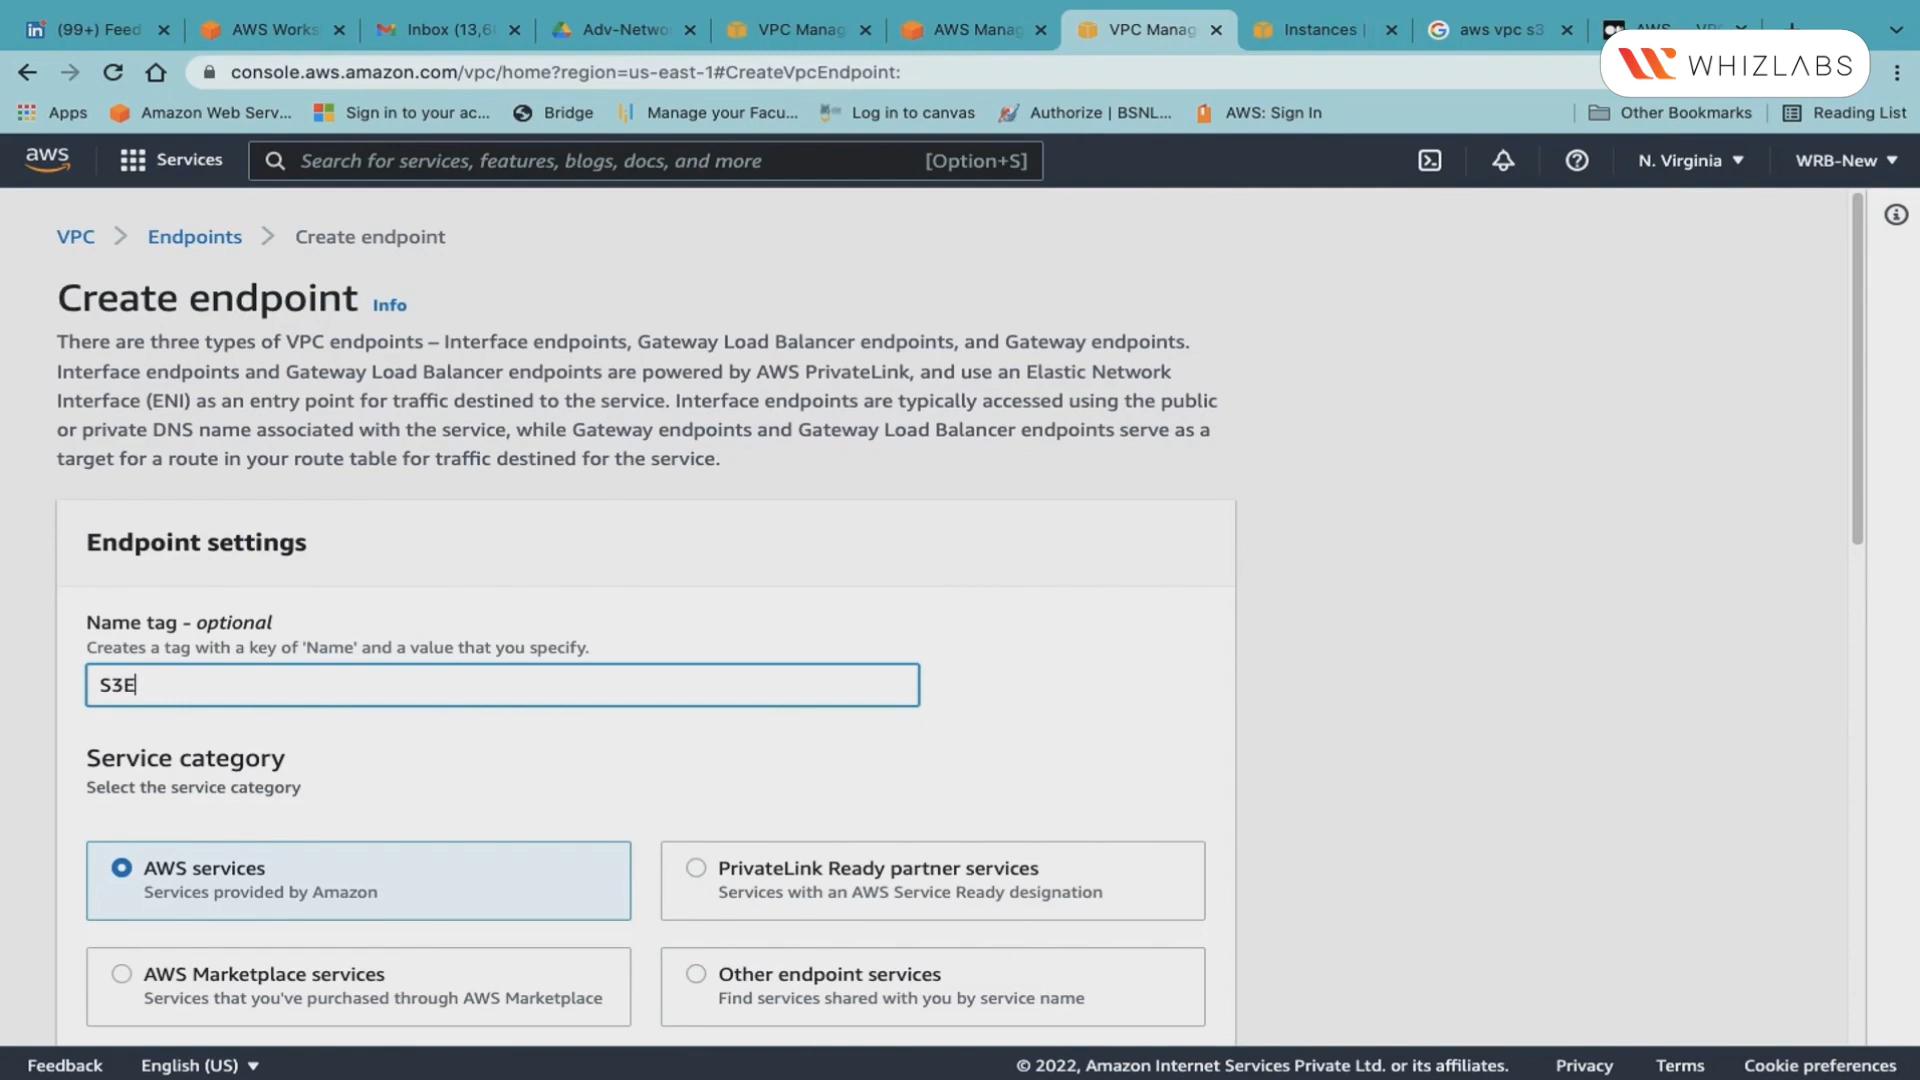 (99+) Feed
AWS Works
Inbox (13,6
Adv-Netwo
VPC Manag
AWS Manag
VPC Manag
Instances |
aws vpc s3
console.aws.amazon.com/vpc/home?region=us-east-1#CreateVpcEndpoint:
WHIZLABS
Apps
Amazon Web Serv...
Sign in to your ac...
Bridge
Manage your Facu...
Log in to canvas
Authorize | BSNL...
AWS: Sign In
Other Bookmarks
Reading List
aws
Services
Search for services, features, blogs, docs, and more
[Option+S]
N. Virginia
WRB-New
VPC
Endpoints
Create endpoint
Create endpoint Info
There are three types of VPC endpoints – Interface endpoints, Gateway Load Balancer endpoints, and Gateway endpoints.
Interface endpoints and Gateway Load Balancer endpoints are powered by AWS PrivateLink, and use an Elastic Network
Interface (ENI) as an entry point for traffic destined to the service. Interface endpoints are typically accessed using the public
or private DNS name associated with the service, while Gateway endpoints and Gateway Load Balancer endpoints serve as a
target for a route in your route table for traffic destined for the service.
Endpoint settings
Name tag - optional
Creates a tag with a key of 'Name' and a value that you specify.
S3E
Service category
Select the service category
AWS services
Services provided by Amazon
PrivateLink Ready partner services
Services with an AWS Service Ready designation
AWS Marketplace services
Services that you've purchased through AWS Marketplace
Other endpoint services
Find services shared with you by service name
Feedback
English (US)
© 2022, Amazon Internet Services Private Ltd. or its affiliates.
Privacy
Terms
Cookie preferences